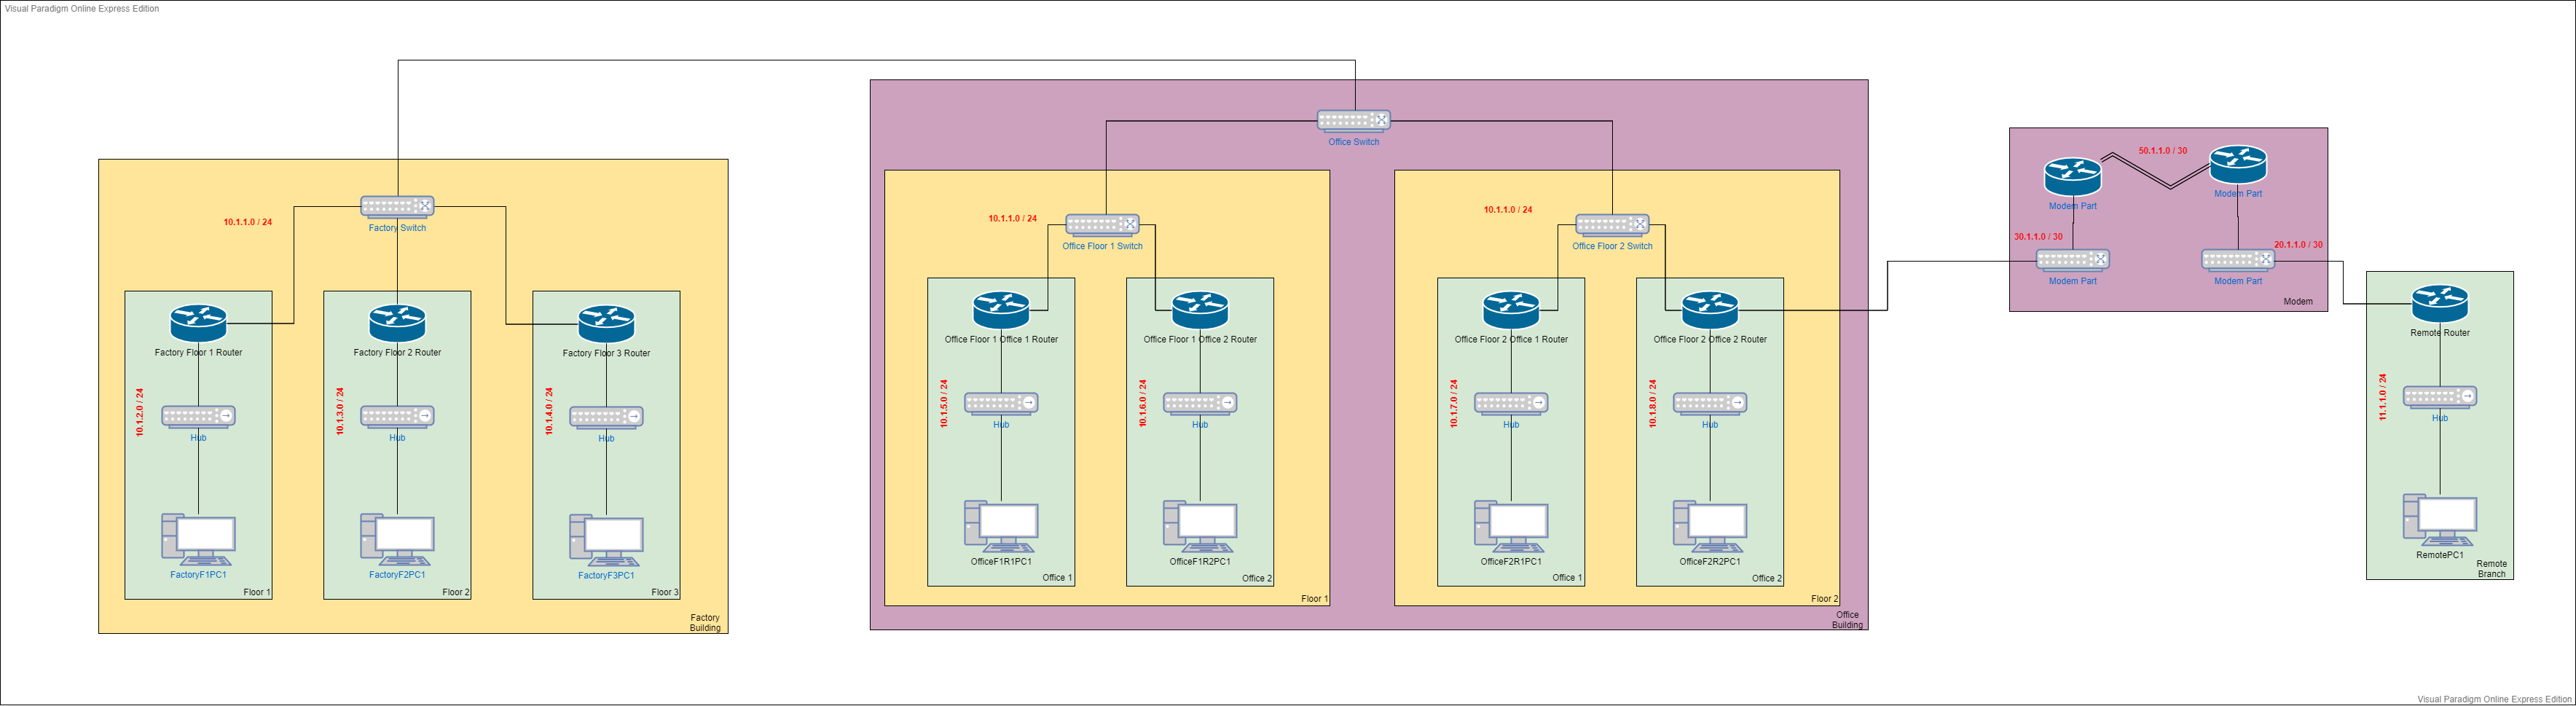 Visual Paradigm Online Express Edition
Office Switch
Factory Switch
10.1.1.0 / 24
Factory Floor 1 Router
10.1.2.0 / 24
Hub
FactoryF1PC1
Floor 1
Factory Floor 2 Router
10.1.3.0 / 24
Hub
FactoryF2PC1
Floor 2
Factory Floor 3 Router
10.1.4.0 / 24
Hub
FactoryF3PC1
Floor 3
Factory
Building
10.1.1.0 / 24
Office Floor 1 Switch
Office Floor 1 Office 1 Router
10.1.5.0 / 24
Hub
OfficeF1R1PC1
Office 1
Office Floor 1 Office 2 Router
10.1.6.0 / 24
Hub
OfficeF1R2PC1
Office 2
Floor 1
10.1.1.0 / 24
Office Floor 2 Switch
Office Floor 2 Office 1 Router
10.1.7.0 / 24
Hub
OfficeF2R1PC1
Office 1
Office Floor 2 Office 2 Router
10.1.8.0 / 24
Hub
OfficeF2R2PC1
Office 2
Floor 2
Office
Building
50.1.1.0 / 30
Modem Part
Modem Part
30.1.1.0 / 30
20.1.1.0 / 30
Modem Part
Modem Part
Modem
Remote Router
11.1.1.0 / 24
Hub
RemotePC1
Remote
Branch
Visual Paradigm Online Express Edition